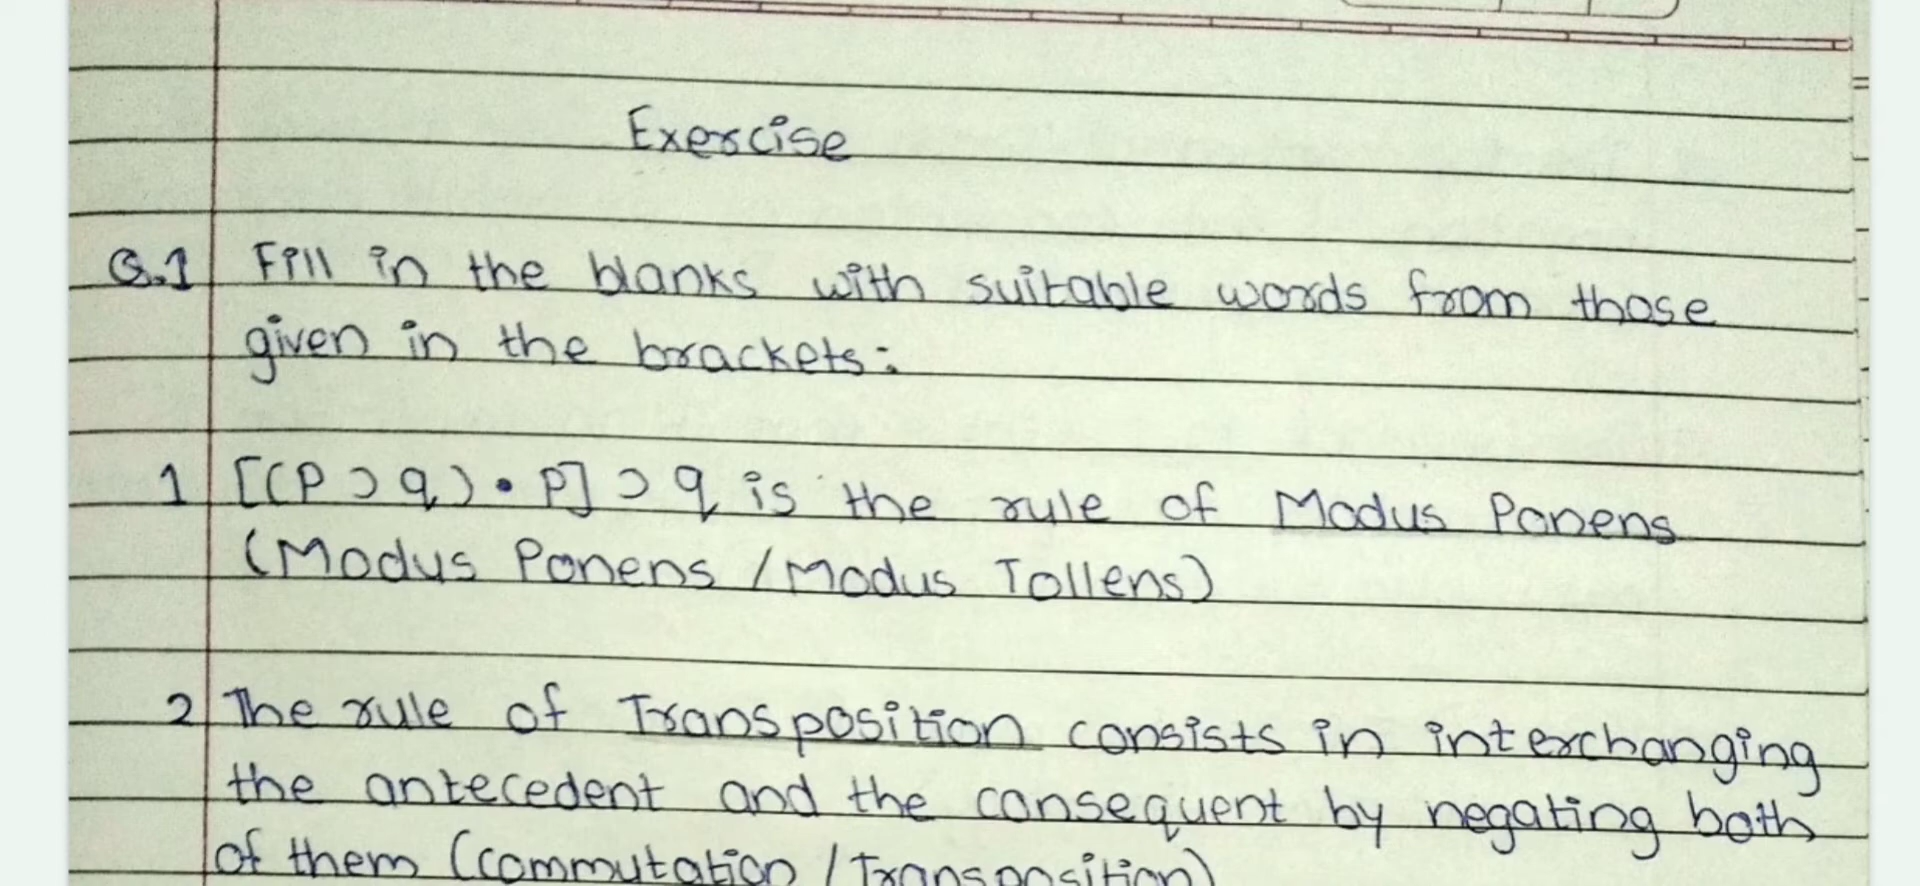 Exercise
Q.1 Fill in the blanks with suitable words from those
given in the brackets:
1 [(P ⊃ q) • P] ⊃ q is the rule of Modus Ponens
(Modus Ponens / Modus Tollens)
2 The rule of Transposition consists in interchanging
the antecedent and the consequent by negating both
of them (Commutation / Transposition)